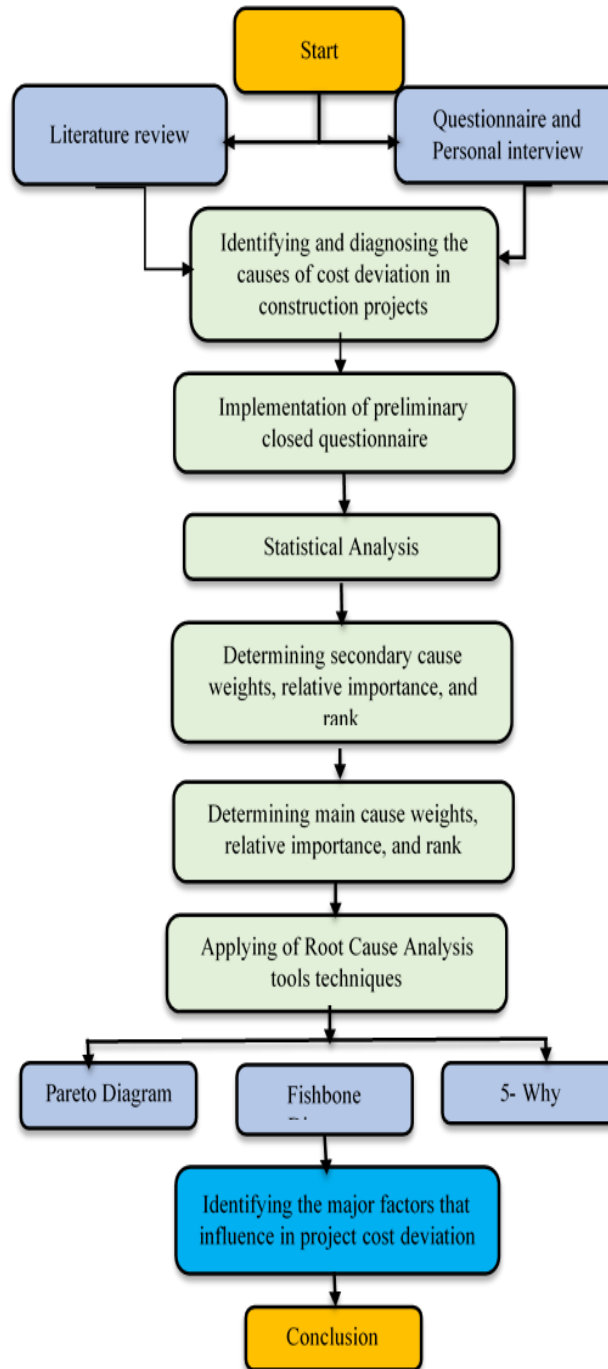 Start
Literature review
Questionnaire and
Personal interview
Identifying and diagnosing the
causes of cost deviation in
construction projects
Implementation of preliminary
closed questionnaire
Statistical Analysis
Determining secondary cause
weights, relative importance, and
rank
Determining main cause weights,
relative importance, and rank
Applying of Root Cause Analysis
tools techniques
Pareto Diagram
Fishbone
5- Why
Identifying the major factors that
influence in project cost deviation
Conclusion